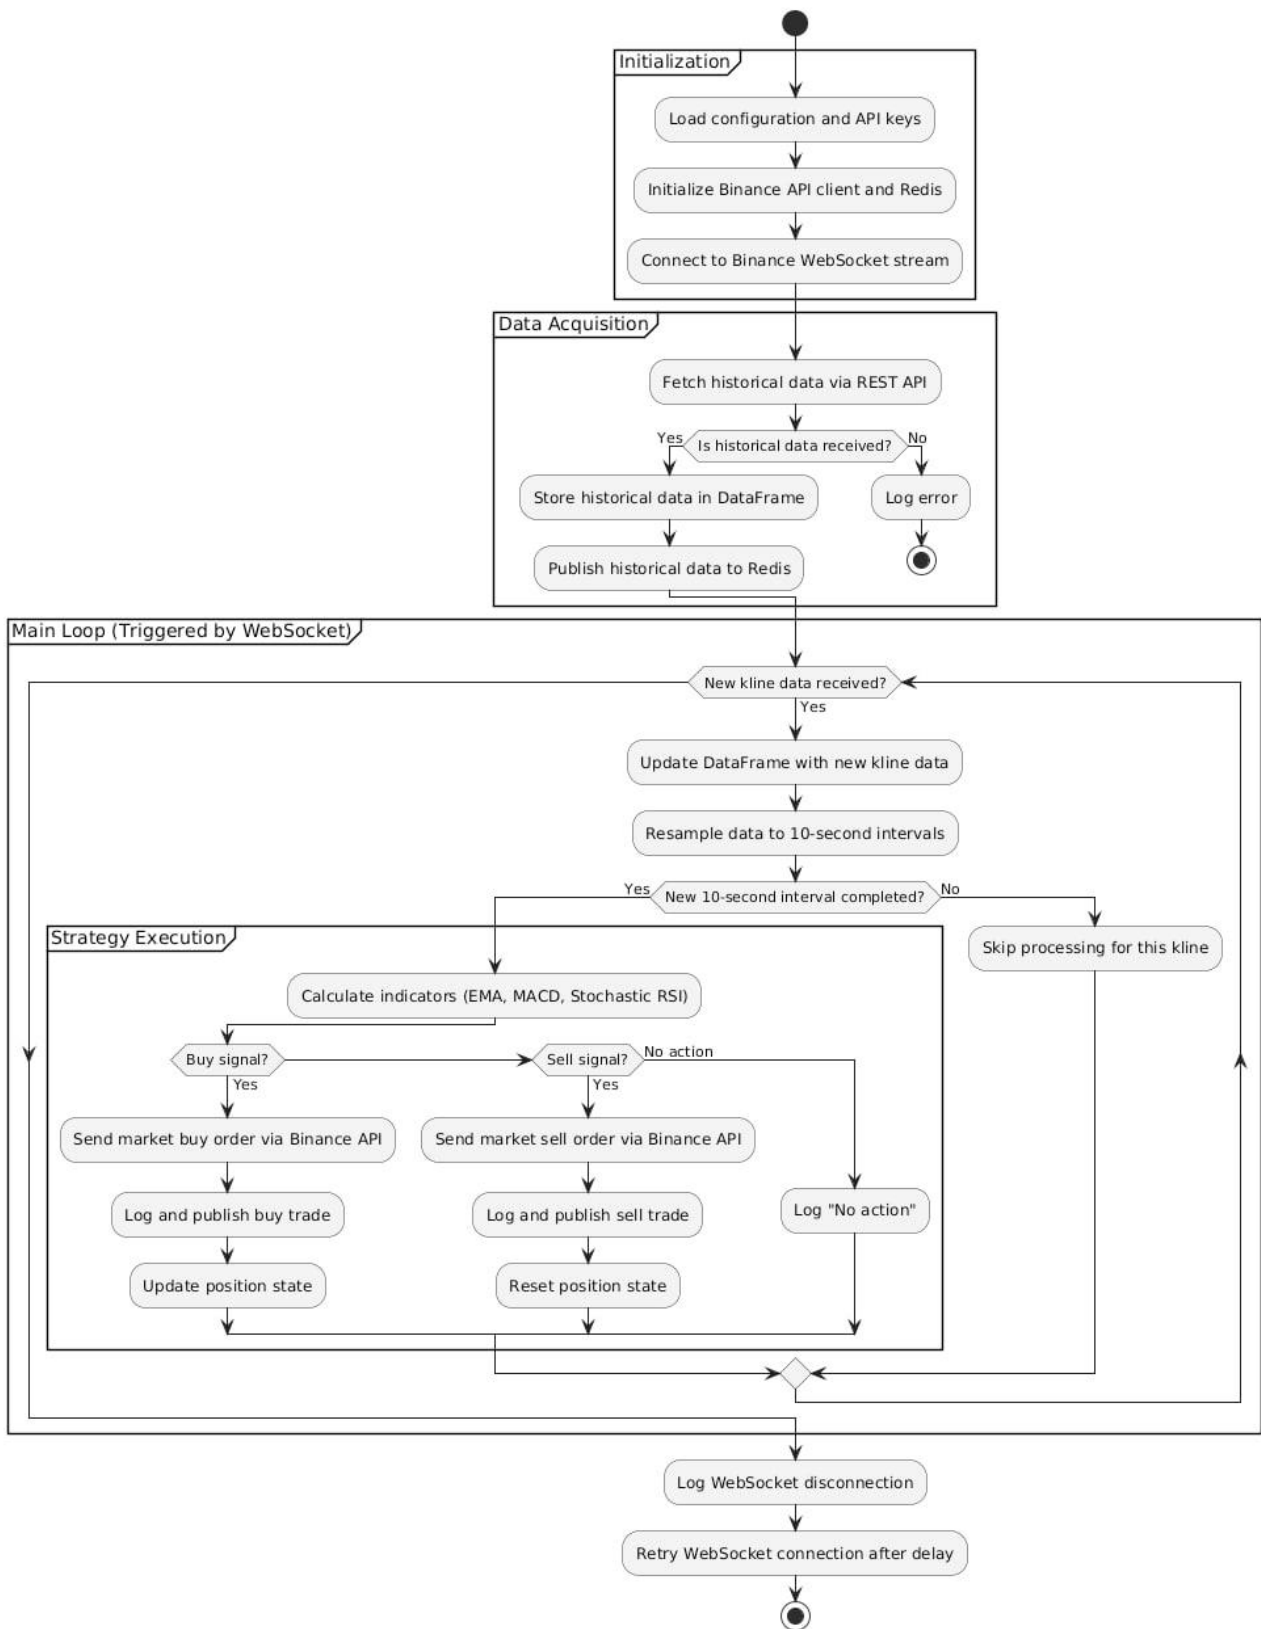 Initialization
Load configuration and API keys
Initialize Binance API client and Redis
Connect to Binance WebSocket stream
Data Acquisition
Fetch historical data via REST API
Yes
Is historical data received?
No
Store historical data in DataFrame
Log error
Publish historical data to Redis
Main Loop (Triggered by WebSocket)
New kline data received?
Yes
Update DataFrame with new kline data
Resample data to 10-second intervals
Yes
New 10-second interval completed?
No
Strategy Execution
Skip processing for this kline
Calculate indicators (EMA, MACD, Stochastic RSI)
Buy signal?
Sell signal?
No action
Yes
Yes
Send market buy order via Binance API
Send market sell order via Binance API
Log and publish buy trade
Log and publish sell trade
Log "No action"
Update position state
Reset position state
Log WebSocket disconnection
Retry WebSocket connection after delay